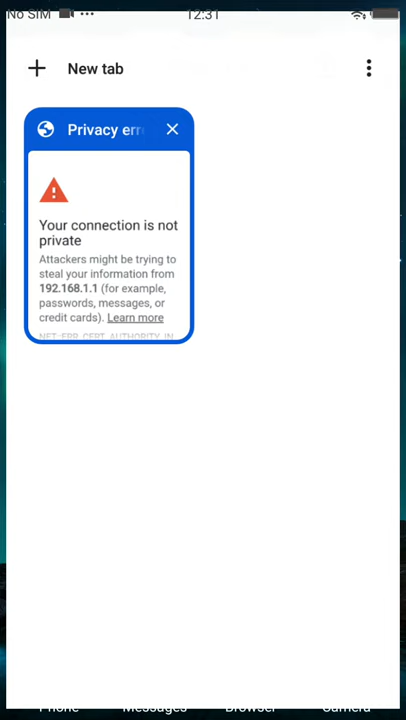 No SIM 12:31
New tab
Privacy err
Your connection is not
private
Attackers might be trying to
steal your information from
192.168.1.1 (for example,
passwords, messages, or
credit cards). Learn more
NET::ERR_CERT_AUTHORITY_IN
Phone Messages Browser Camera